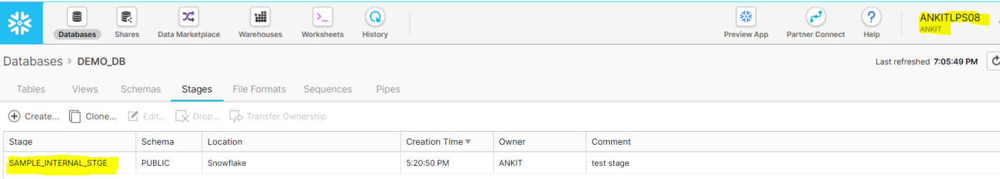 Databases Shares Data Marketplace Warehouses Worksheets History Preview App Partner Connect Help ANKITLPS08
ANKIT
Databases > DEMO_DB Last refreshed 7:05:49 PM
Tables Views Schemas Stages File Formats Sequences Pipes
Create... Clone... Edit... Drop... Transfer Ownership
Stage Schema Location Creation Time Owner Comment
SAMPLE_INTERNAL_STGE PUBLIC Snowflake 5:20:50 PM ANKIT test stage